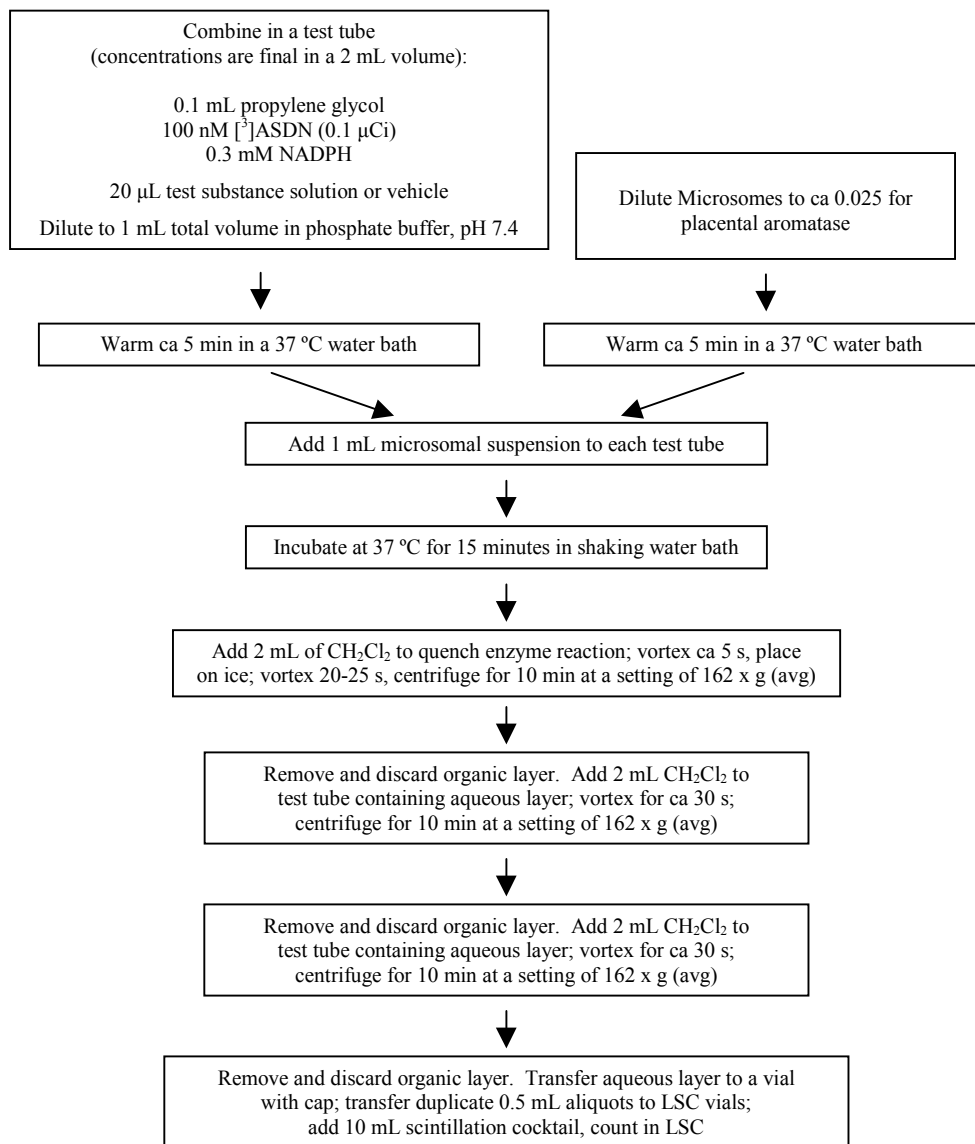 Combine in a test tube
(concentrations are final in a 2 mL volume):
0.1 mL propylene glycol
100 nM [³]ASDN (0.1 μCi)
0.3 mM NADPH
20 μL test substance solution or vehicle
Dilute to 1 mL total volume in phosphate buffer, pH 7.4
Dilute Microsomes to ca 0.025 for
placental aromatase
Warm ca 5 min in a 37 ºC water bath
Warm ca 5 min in a 37 ºC water bath
Add 1 mL microsomal suspension to each test tube
Incubate at 37 ºC for 15 minutes in shaking water bath
Add 2 mL of CH₂Cl₂ to quench enzyme reaction; vortex ca 5 s, place
on ice; vortex 20-25 s, centrifuge for 10 min at a setting of 162 x g (avg)
Remove and discard organic layer. Add 2 mL CH₂Cl₂ to
test tube containing aqueous layer; vortex for ca 30 s;
centrifuge for 10 min at a setting of 162 x g (avg)
Remove and discard organic layer. Add 2 mL CH₂Cl₂ to
test tube containing aqueous layer; vortex for ca 30 s;
centrifuge for 10 min at a setting of 162 x g (avg)
Remove and discard organic layer. Transfer aqueous layer to a vial
with cap; transfer duplicate 0.5 mL aliquots to LSC vials;
add 10 mL scintillation cocktail, count in LSC